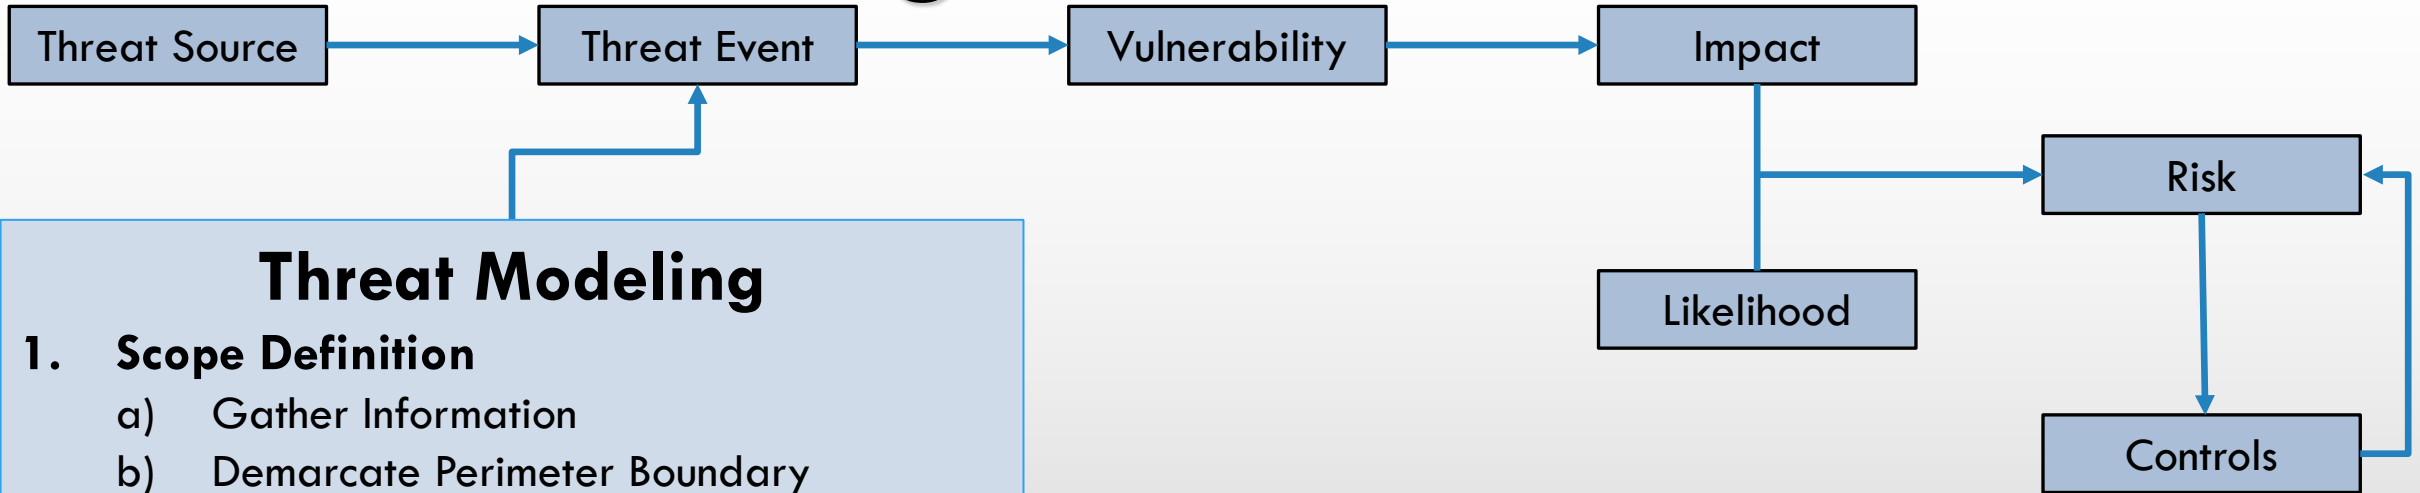 Threat Source
Threat Event
Vulnerability
Impact
Risk
Likelihood
Controls
Threat Modeling
1. Scope Definition
a) Gather Information
b) Demarcate Perimeter Boundary